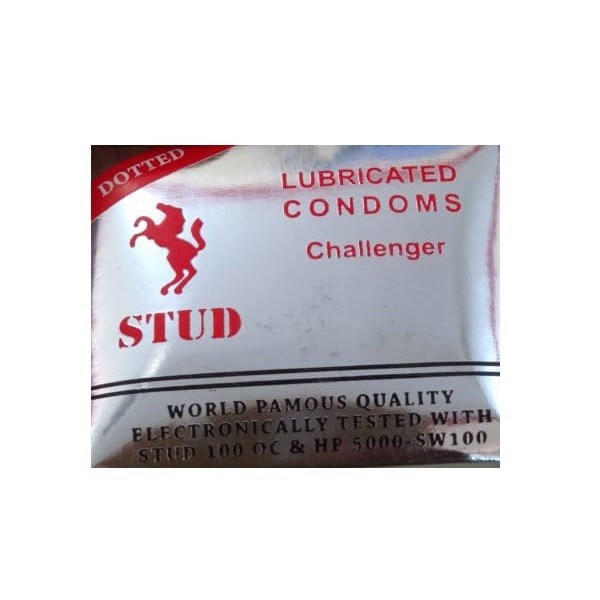 DOTTED
LUBRICATED
CONDOMS
Challenger
STUD
WORLD PAMOUS QUALITY
ELECTRONICALLY TESTED WITH
STUD 100 OC & HP 5000-SW100